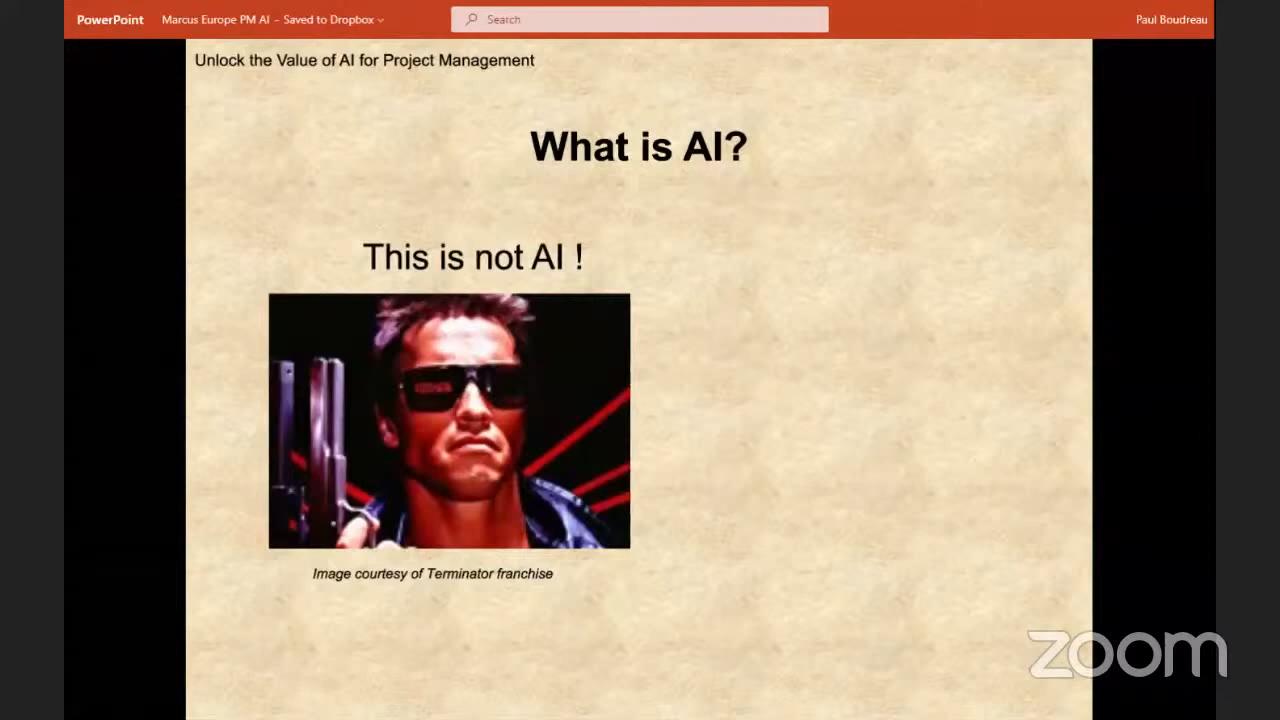 PowerPoint Marcus Europe PM AI – Saved to Dropbox Search Paul Boudreau
Unlock the Value of AI for Project Management
What is AI?
This is not AI !
Image courtesy of Terminator franchise
zoom